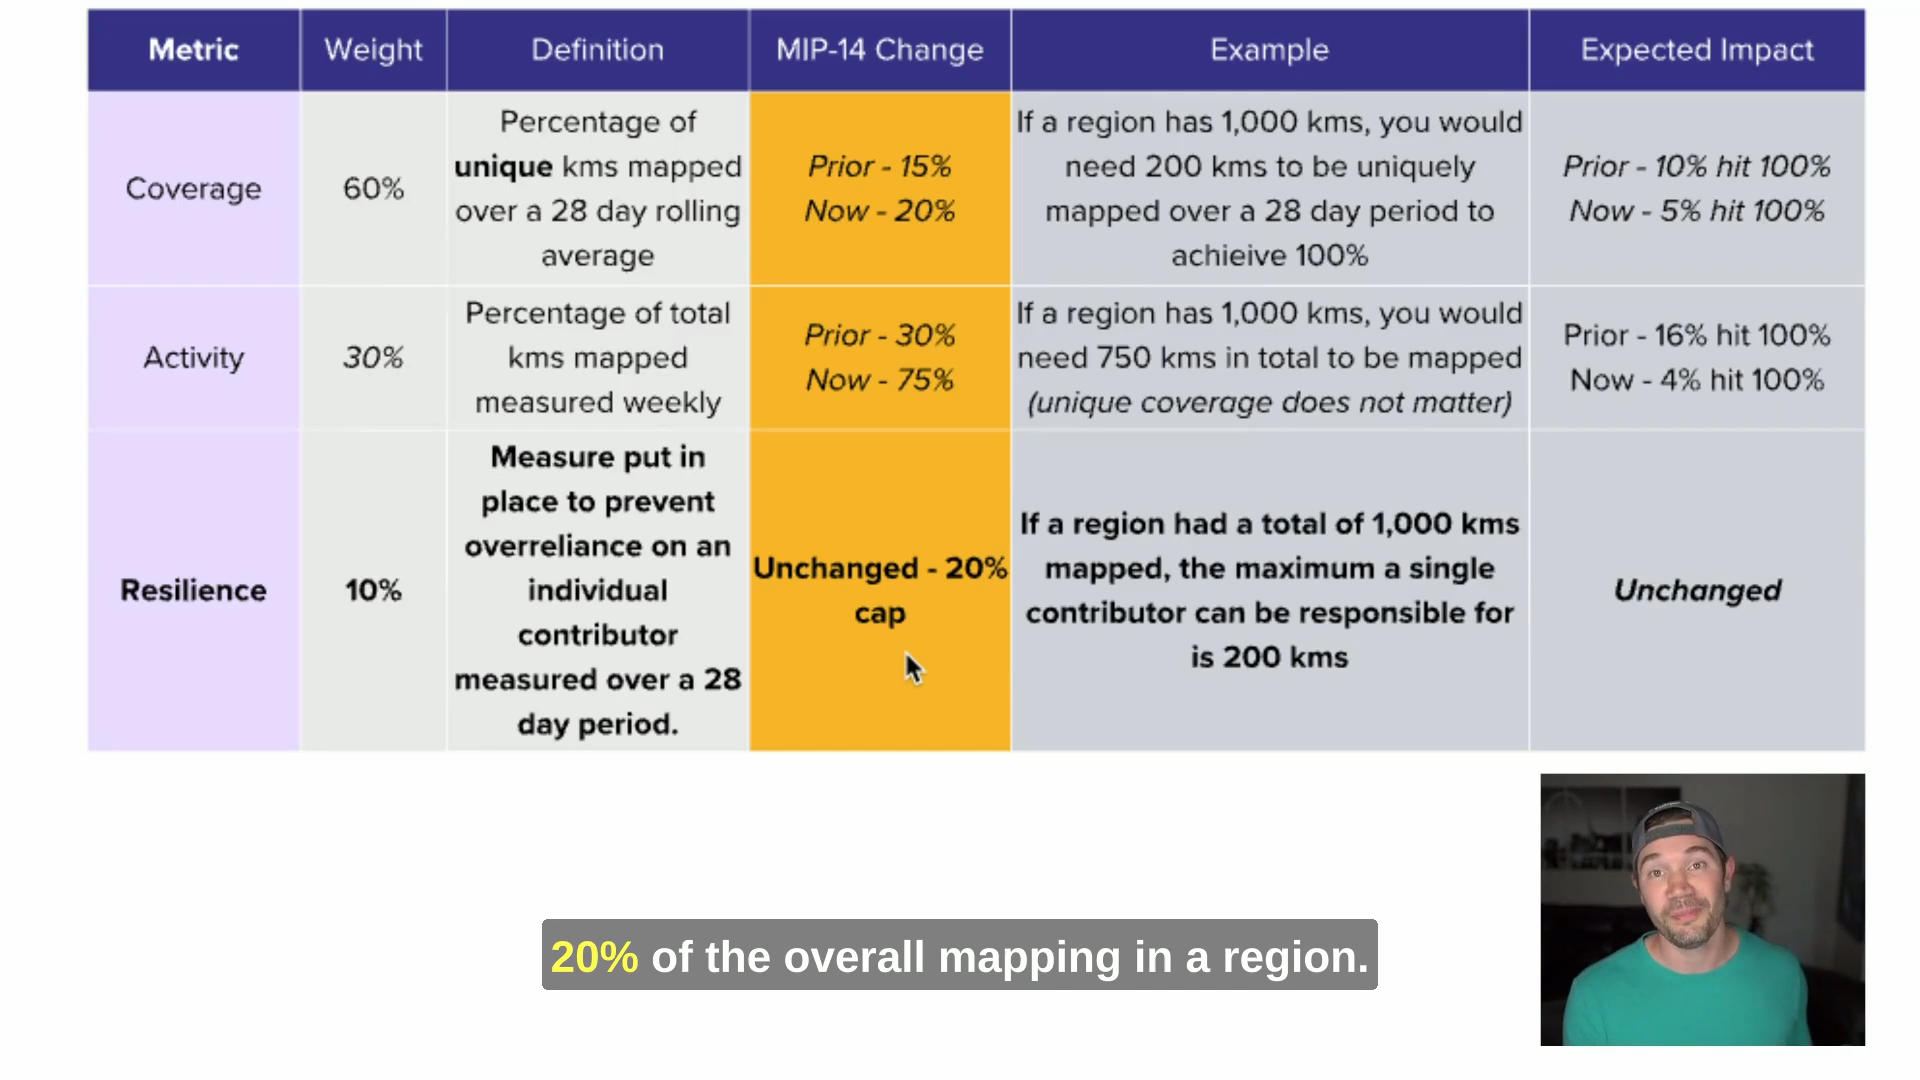 Metric
Weight
Definition
MIP-14 Change
Example
Expected Impact
Coverage
60%
Percentage of
unique kms mapped
over a 28 day rolling
average
Prior - 15%
Now - 20%
If a region has 1,000 kms, you would
need 200 kms to be uniquely
mapped over a 28 day period to
achieive 100%
Prior - 10% hit 100%
Now - 5% hit 100%
Activity
30%
Percentage of total
kms mapped
measured weekly
Prior - 30%
Now - 75%
If a region has 1,000 kms, you would
need 750 kms in total to be mapped
(unique coverage does not matter)
Prior - 16% hit 100%
Now - 4% hit 100%
Resilience
10%
Measure put in
place to prevent
overreliance on an
individual
contributor
measured over a 28
day period.
Unchanged - 20%
cap
If a region had a total of 1,000 kms
mapped, the maximum a single
contributor can be responsible for
is 200 kms
Unchanged
20% of the overall mapping in a region.